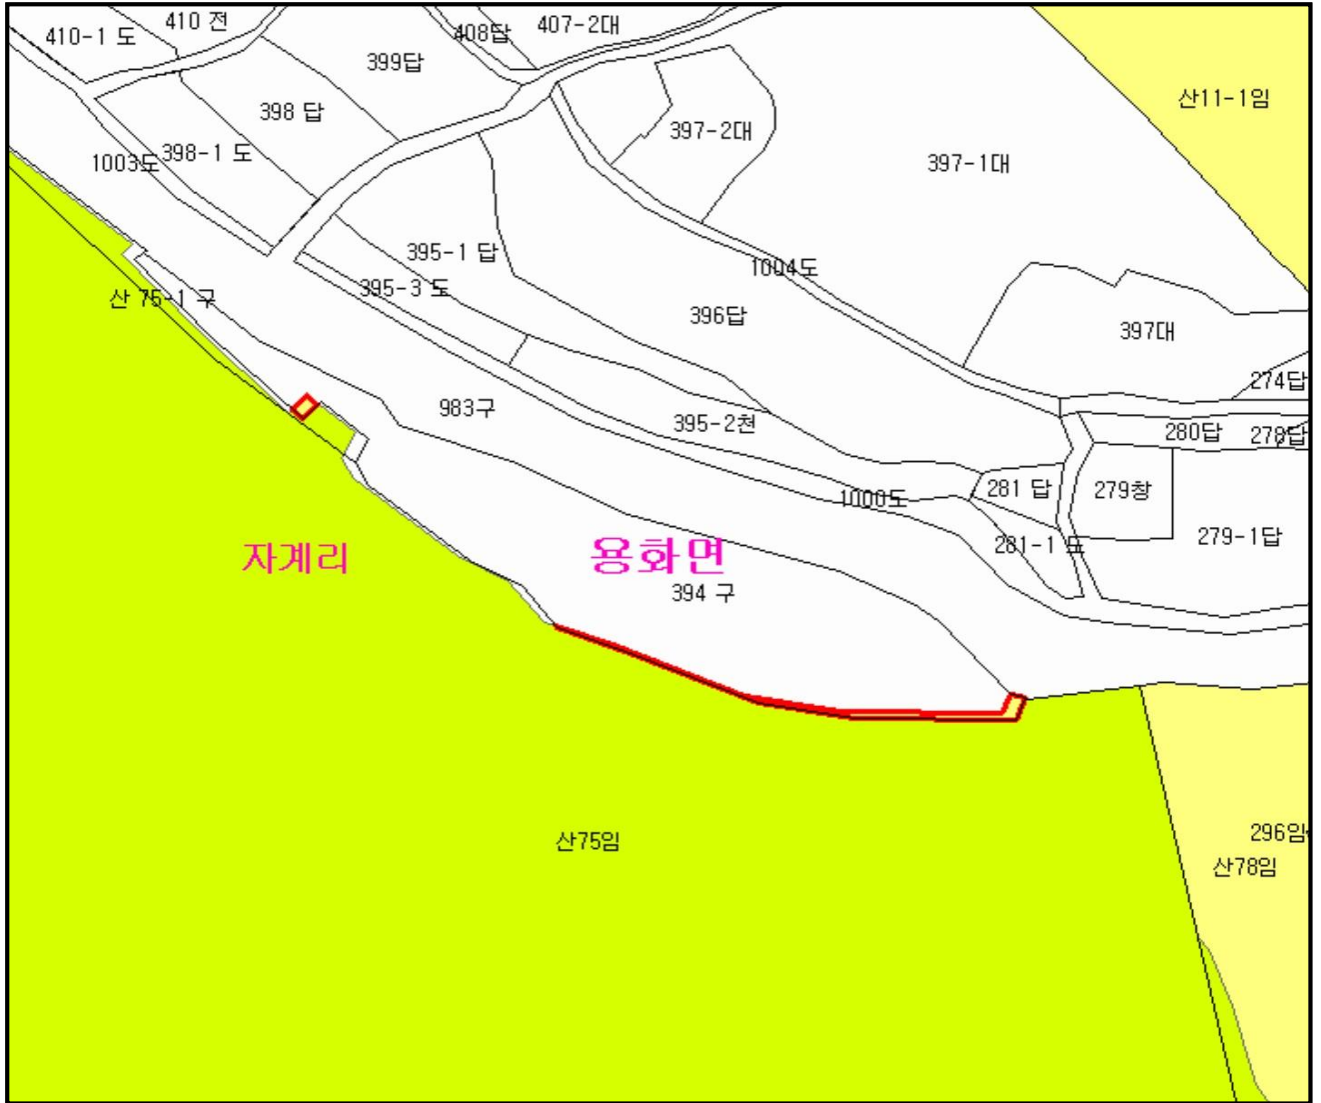 410 전
407-2대
408답
410-1 도
399답
산11-1임
398 답
397-2대
398-1 도
1003도
397-1대
395-1 답
1004도
395-3 도
산 75-1 구
396답
397대
274답
983구
395-2천
280답
278답
281 답
279창
1000도
279-1답
281-1 도
자계리
용화면
394 구
296임
산75임
산78임